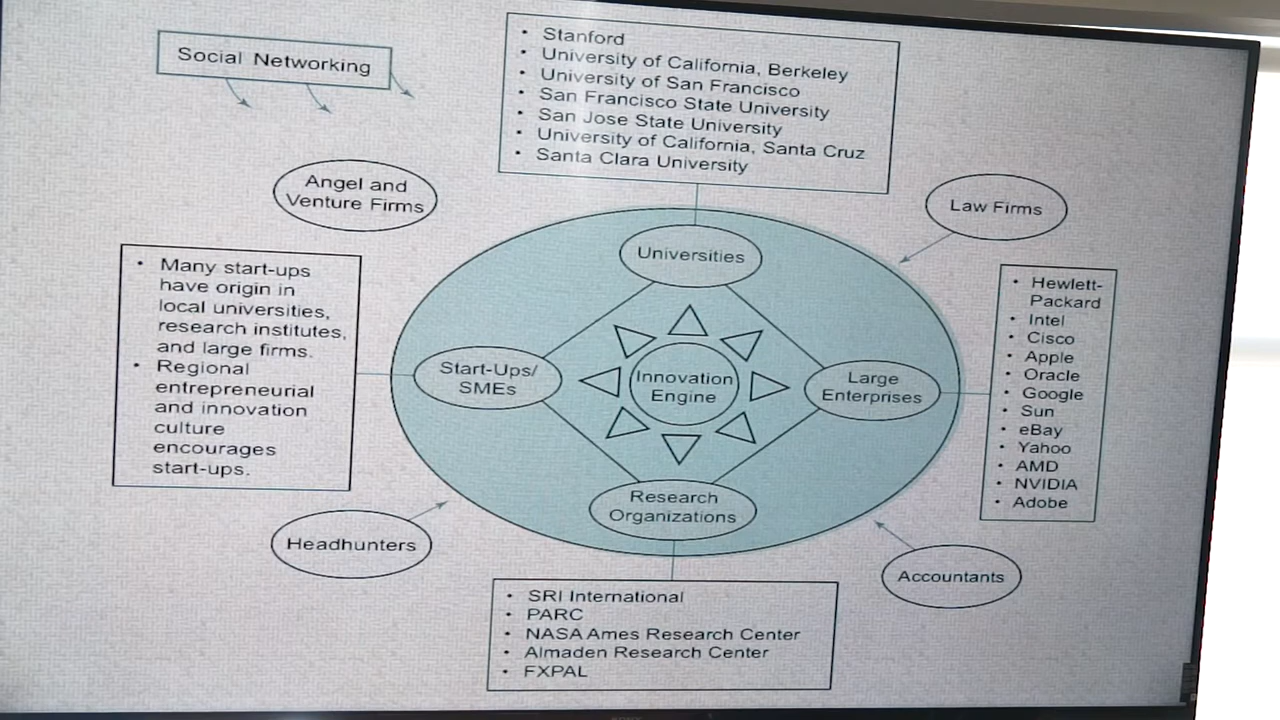 Social Networking
• Stanford
• University of California, Berkeley
• University of San Francisco
• San Francisco State University
• San Jose State University
• University of California, Santa Cruz
• Santa Clara University
Angel and
Venture Firms
Law Firms
Universities
• Many start-ups
have origin in
local universities,
research institutes,
and large firms.
• Regional
entrepreneurial
and innovation
culture
encourages
start-ups.
Start-Ups/
SMEs
Innovation
Engine
Large
Enterprises
• Hewlett-
Packard
• Intel
• Cisco
• Apple
• Oracle
• Google
• Sun
• eBay
• Yahoo
• AMD
• NVIDIA
• Adobe
Research
Organizations
Headhunters
Accountants
• SRI International
• PARC
• NASA Ames Research Center
• Almaden Research Center
• FXPAL
SONY